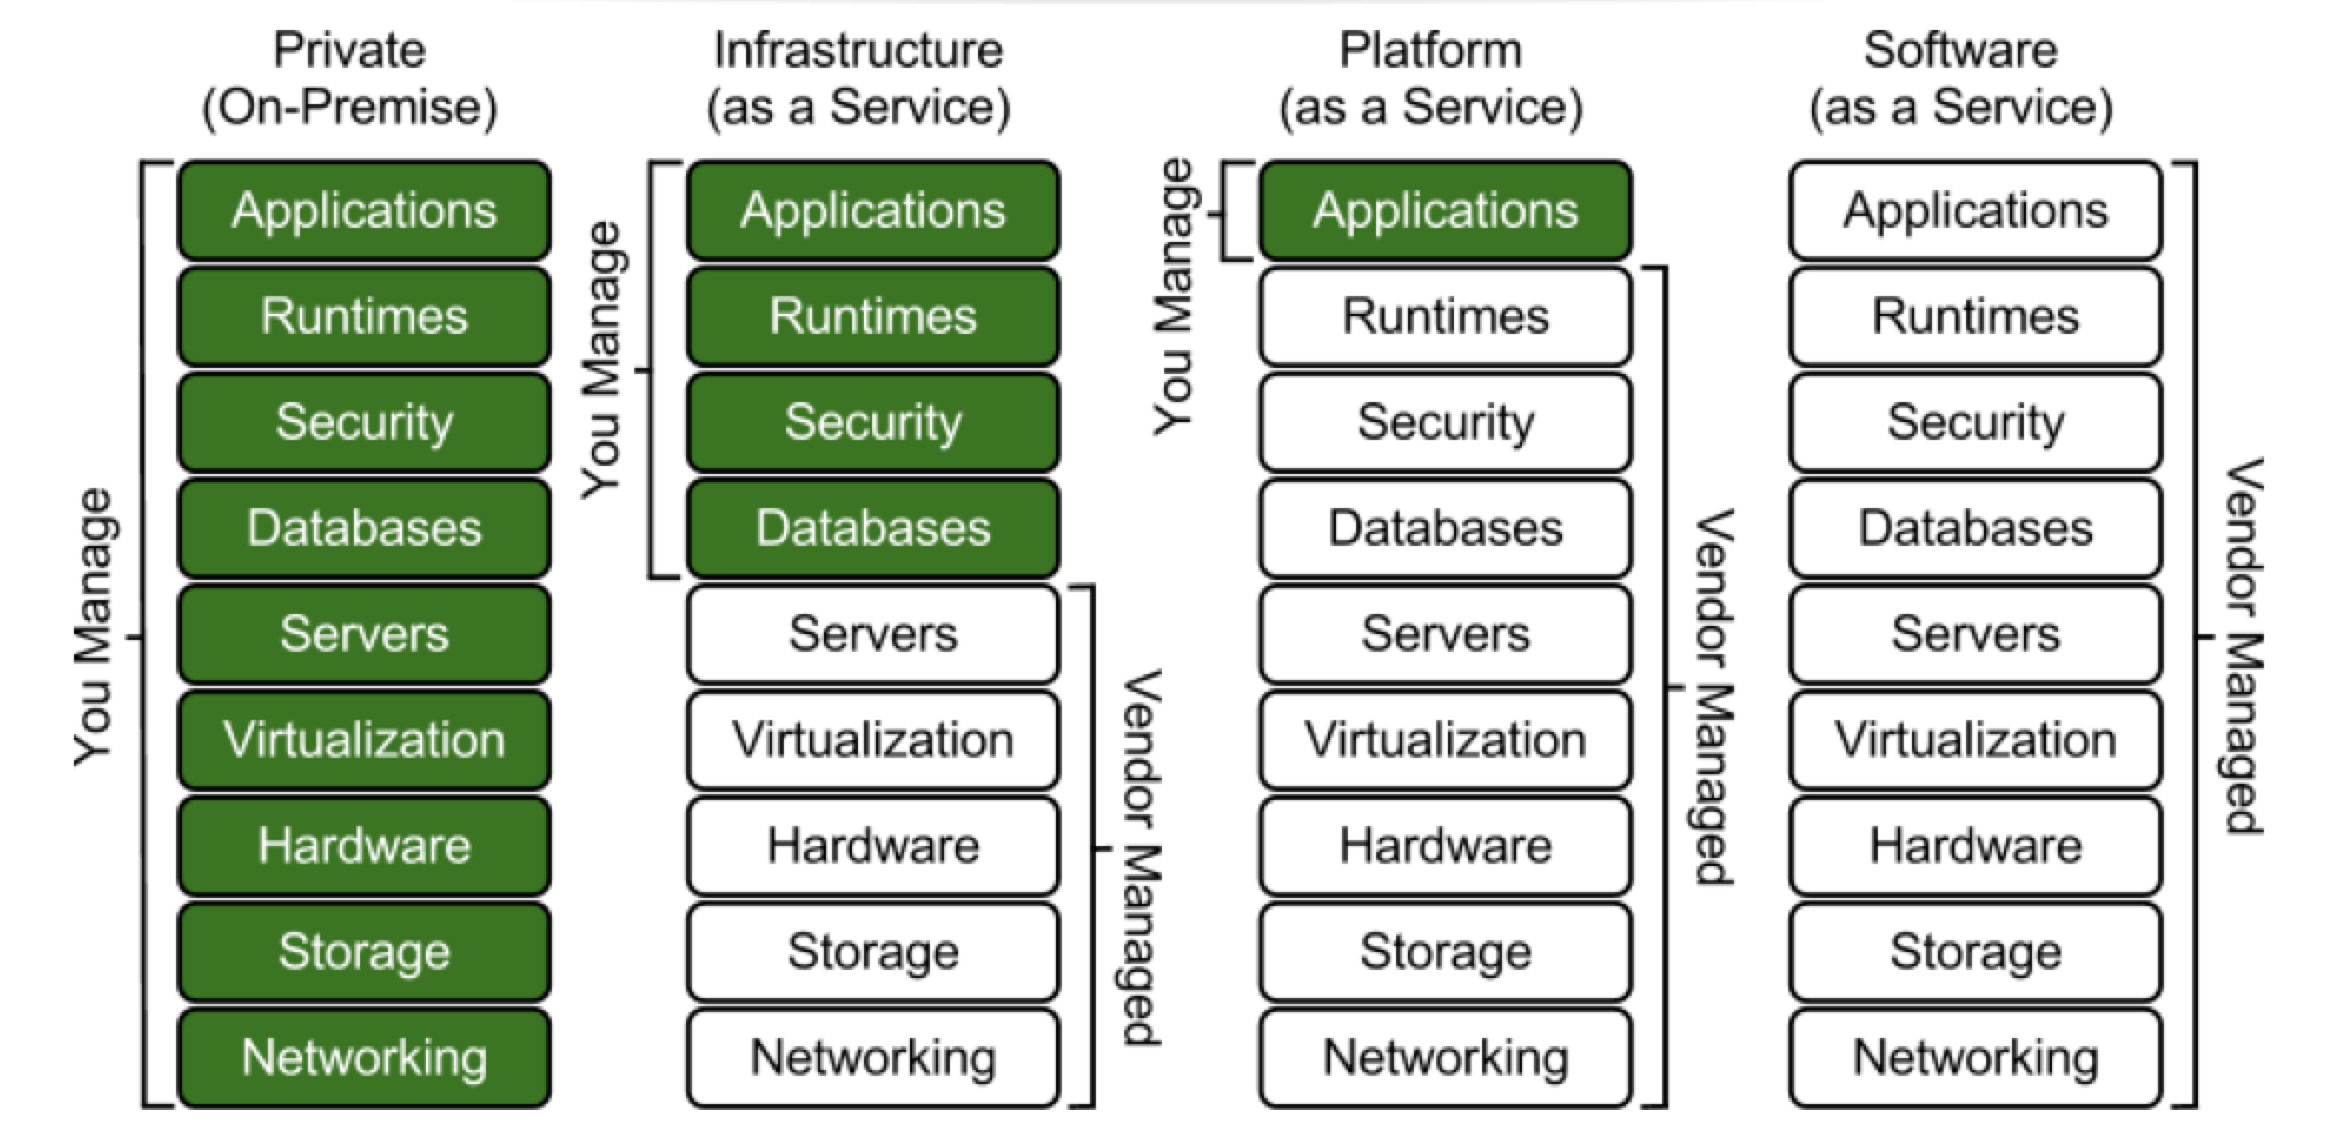 Private
(On-Premise)
You Manage
Applications
Runtimes
Security
Databases
Servers
Virtualization
Hardware
Storage
Networking
Infrastructure
(as a Service)
You Manage
Applications
Runtimes
Security
Databases
Servers
Virtualization
Hardware
Storage
Networking
Vendor Managed
Platform
(as a Service)
You Manage
Applications
Runtimes
Security
Databases
Servers
Virtualization
Hardware
Storage
Networking
Vendor Managed
Software
(as a Service)
Applications
Runtimes
Security
Databases
Servers
Virtualization
Hardware
Storage
Networking
Vendor Managed